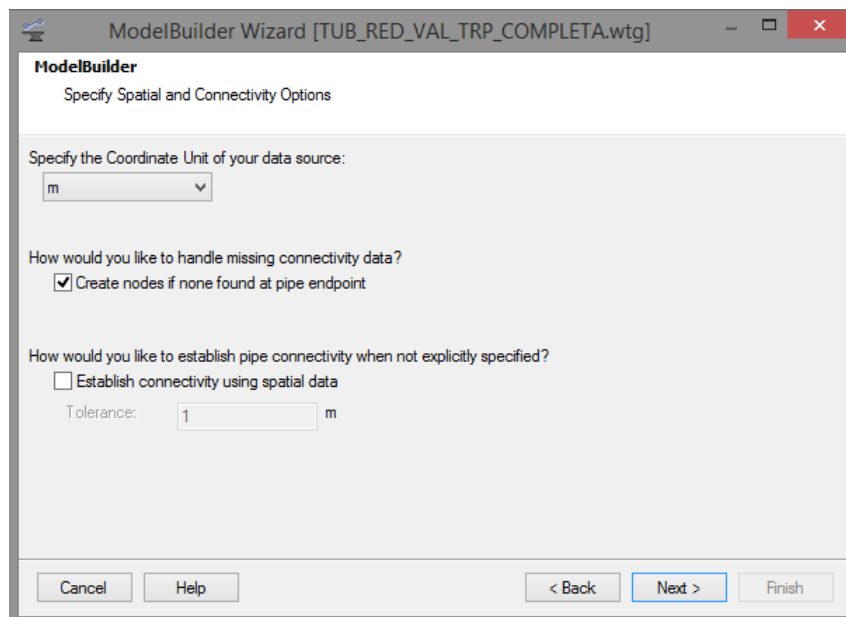 ModelBuilder Wizard [TUB_RED_VAL_TRP_COMPLETA.wtg]
ModelBuilder
Specify Spatial and Connectivity Options
Specify the Coordinate Unit of your data source:
m
How would you like to handle missing connectivity data?
Create nodes if none found at pipe endpoint
How would you like to establish pipe connectivity when not explicitly specified?
Establish connectivity using spatial data
Tolerance: 1 m
Cancel Help < Back Next > Finish